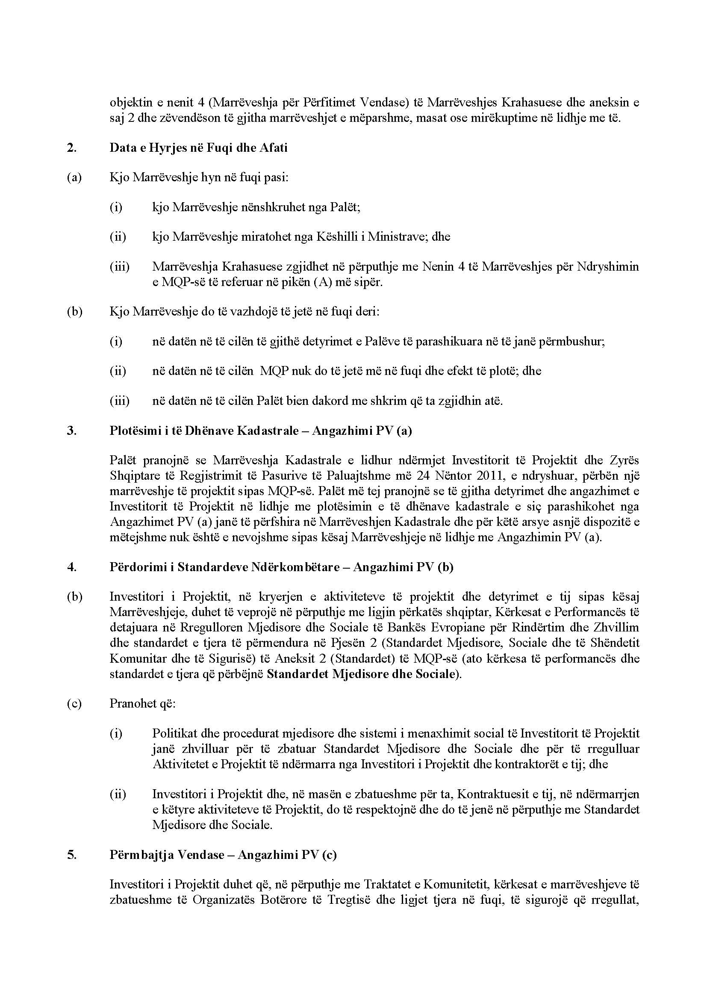 objektin e nenit 4 (Marrëveshja për Përfitimet Vendase) të Marrëveshjes Krahasuese dhe aneksin e
saj 2 dhe zëvendëson të gjitha marrëveshjet e mëparshme, masat ose mirëkuptime në lidhje me të.
2. Data e Hyrjes në Fuqi dhe Afati
(a) Kjo Marrëveshje hyn në fuqi pasi:
(i) kjo Marrëveshje nënshkruhet nga Palët;
(ii) kjo Marrëveshje miratohet nga Këshilli i Ministrave; dhe
(iii) Marrëveshja Krahasuese zgjidhet në përputhje me Nenin 4 të Marrëveshjes për Ndryshimin
e MQP-së të referuar në pikën (A) më sipër.
(b) Kjo Marrëveshje do të vazhdojë të jetë në fuqi deri:
(i) në datën në të cilën të gjithë detyrimet e Palëve të parashikuara në të janë përmbushur;
(ii) në datën në të cilën MQP nuk do të jetë më në fuqi dhe efekt të plotë; dhe
(iii) në datën në të cilën Palët bien dakord me shkrim që ta zgjidhin atë.
3. Plotësimi i të Dhënave Kadastrale – Angazhimi PV (a)
Palët pranojnë se Marrëveshja Kadastrale e lidhur ndërmjet Investitorit të Projektit dhe Zyrës
Shqiptare të Regjistrimit të Pasurive të Paluajtshme më 24 Nëntor 2011, e ndryshuar, përbën një
marrëveshje të projektit sipas MQP-së. Palët më tej pranojnë se të gjitha detyrimet dhe angazhimet e
Investitorit të Projektit në lidhje me plotësimin e të dhënave kadastrale e siç parashikohet nga
Angazhimet PV (a) janë të përfshira në Marrëveshjen Kadastrale dhe për këtë arsye asnjë dispozitë e
mëtejshme nuk është e nevojshme sipas kësaj Marrëveshjeje në lidhje me Angazhimin PV (a).
4. Përdorimi i Standardeve Ndërkombëtare – Angazhimi PV (b)
(b) Investitori i Projektit, në kryerjen e aktiviteteve të projektit dhe detyrimet e tij sipas kësaj
Marrëveshjeje, duhet të veprojë në përputhje me ligjin përkatës shqiptar, Kërkesat e Performancës të
detajuara në Rregulloren Mjedisore dhe Sociale të Bankës Evropiane për Rindërtim dhe Zhvillim
dhe standardet e tjera të përmendura në Pjesën 2 (Standardet Mjedisore, Sociale dhe të Shëndetit
Komunitar dhe të Sigurisë) të Aneksit 2 (Standardet) të MQP-së (ato kërkesa të performancës dhe
standardet e tjera që përbëjnë Standardet Mjedisore dhe Sociale).
(c) Pranohet që:
(i) Politikat dhe procedurat mjedisore dhe sistemi i menaxhimit social të Investitorit të Projektit
janë zhvilluar për të zbatuar Standardet Mjedisore dhe Sociale dhe për të rregulluar
Aktivitetet e Projektit të ndërmarra nga Investitori i Projektit dhe kontraktorët e tij; dhe
(ii) Investitori i Projektit dhe, në masën e zbatueshme për ta, Kontraktuesit e tij, në ndërmarrjen
e këtyre aktiviteteve të Projektit, do të respektojnë dhe do të jenë në përputhje me Standardet
Mjedisore dhe Sociale.
5. Përmbajtja Vendase – Angazhimi PV (c)
Investitori i Projektit duhet që, në përputhje me Traktatet e Komunitetit, kërkesat e marrëveshjeve të
zbatueshme të Organizatës Botërore të Tregtisë dhe ligjet tjera në fuqi, të sigurojë që rregullat,